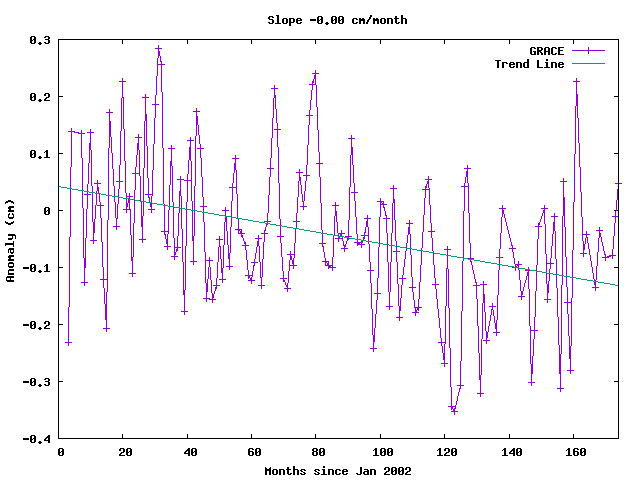 Slope -0.00 cm/month
GRACE
Trend Line
0.3
0.2
0.1
0
-0.1
-0.2
-0.3
-0.4
Anomaly (cm)
0 20 40 60 80 100 120 140 160
Months since Jan 2002